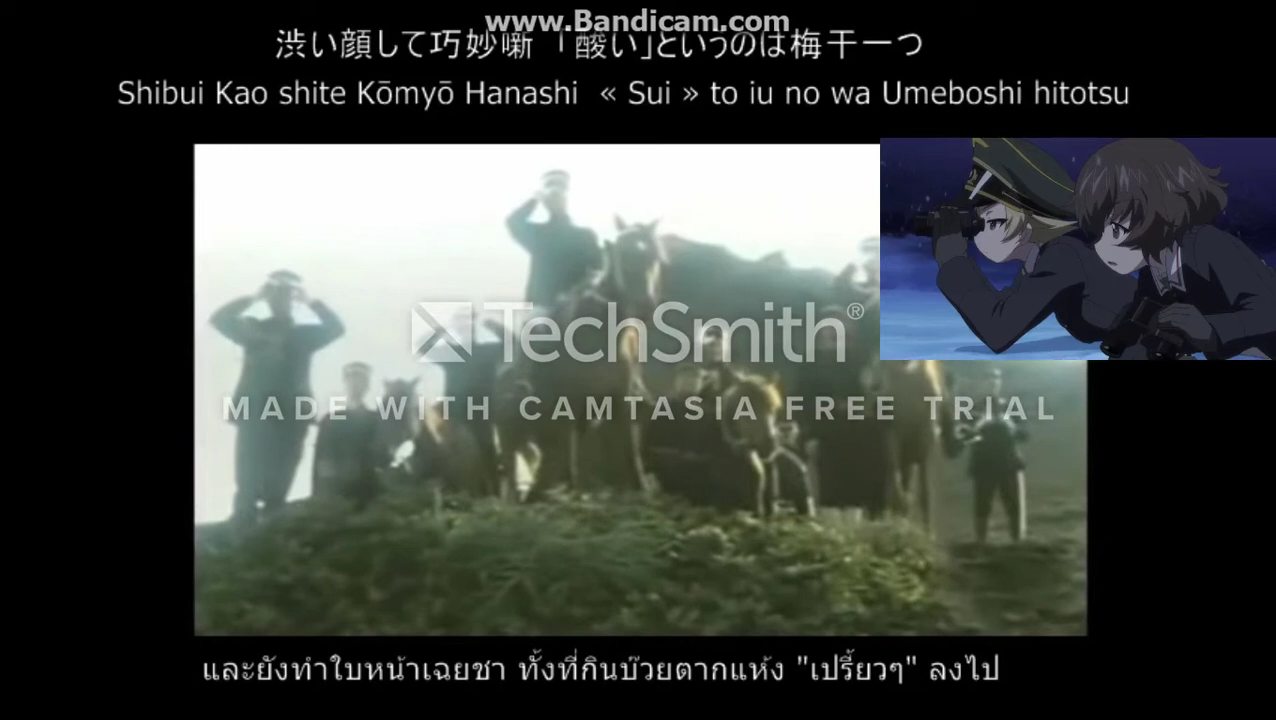 www.Bandicam.com
渋い顔して巧妙噺 「酸い」というのは梅干一つ
Shibui Kao shite Kōmyō Hanashi « Sui » to iu no wa Umeboshi hitotsu
TechSmith®
MADE WITH CAMTASIA FREE TRIAL
และยังทำใบหน้าเฉยชา ทั้งที่กินบ๊วยตากแห้ง "เปรี้ยวๆ" ลงไป